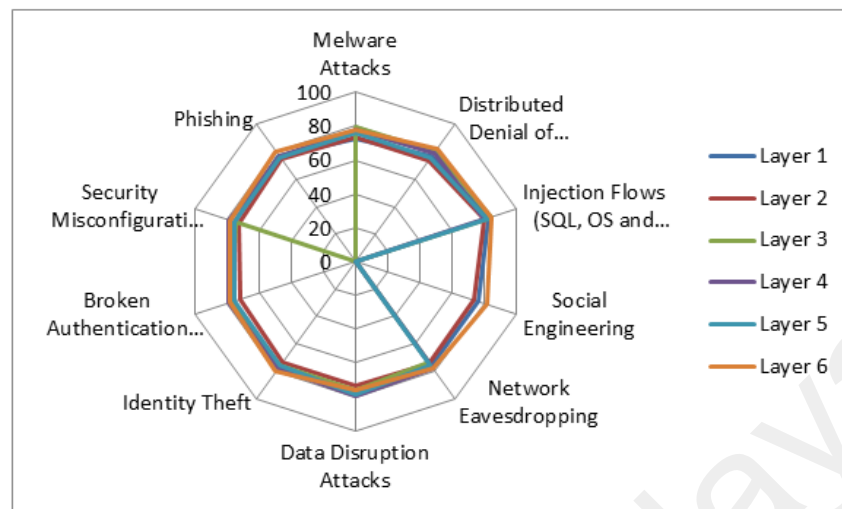 Melware
Attacks
Distributed
Denial of...
Injection Flows
(SQL, OS and...
Social
Engineering
Network
Eavesdropping
Data Disruption
Attacks
Identity Theft
Broken
Authentication...
Security
Misconfigurati...
Phishing
100
80
60
40
20
0
Layer 1
Layer 2
Layer 3
Layer 4
Layer 5
Layer 6